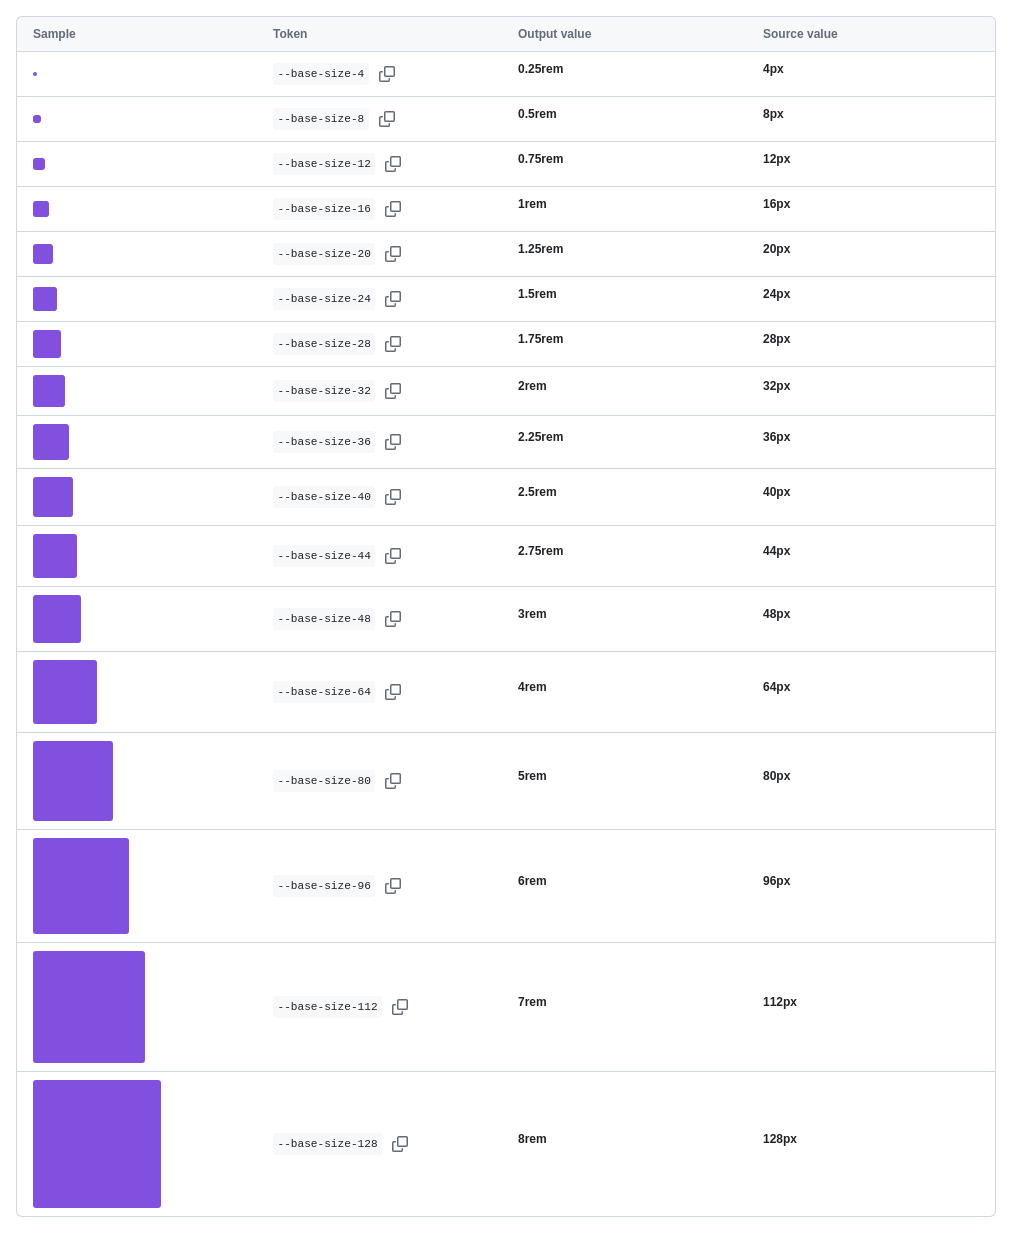 Sample Token Output value Source value
--base-size-4 0.25rem 4px
--base-size-8 0.5rem 8px
--base-size-12 0.75rem 12px
--base-size-16 1rem 16px
--base-size-20 1.25rem 20px
--base-size-24 1.5rem 24px
--base-size-28 1.75rem 28px
--base-size-32 2rem 32px
--base-size-36 2.25rem 36px
--base-size-40 2.5rem 40px
--base-size-44 2.75rem 44px
--base-size-48 3rem 48px
--base-size-64 4rem 64px
--base-size-80 5rem 80px
--base-size-96 6rem 96px
--base-size-112 7rem 112px
--base-size-128 8rem 128px